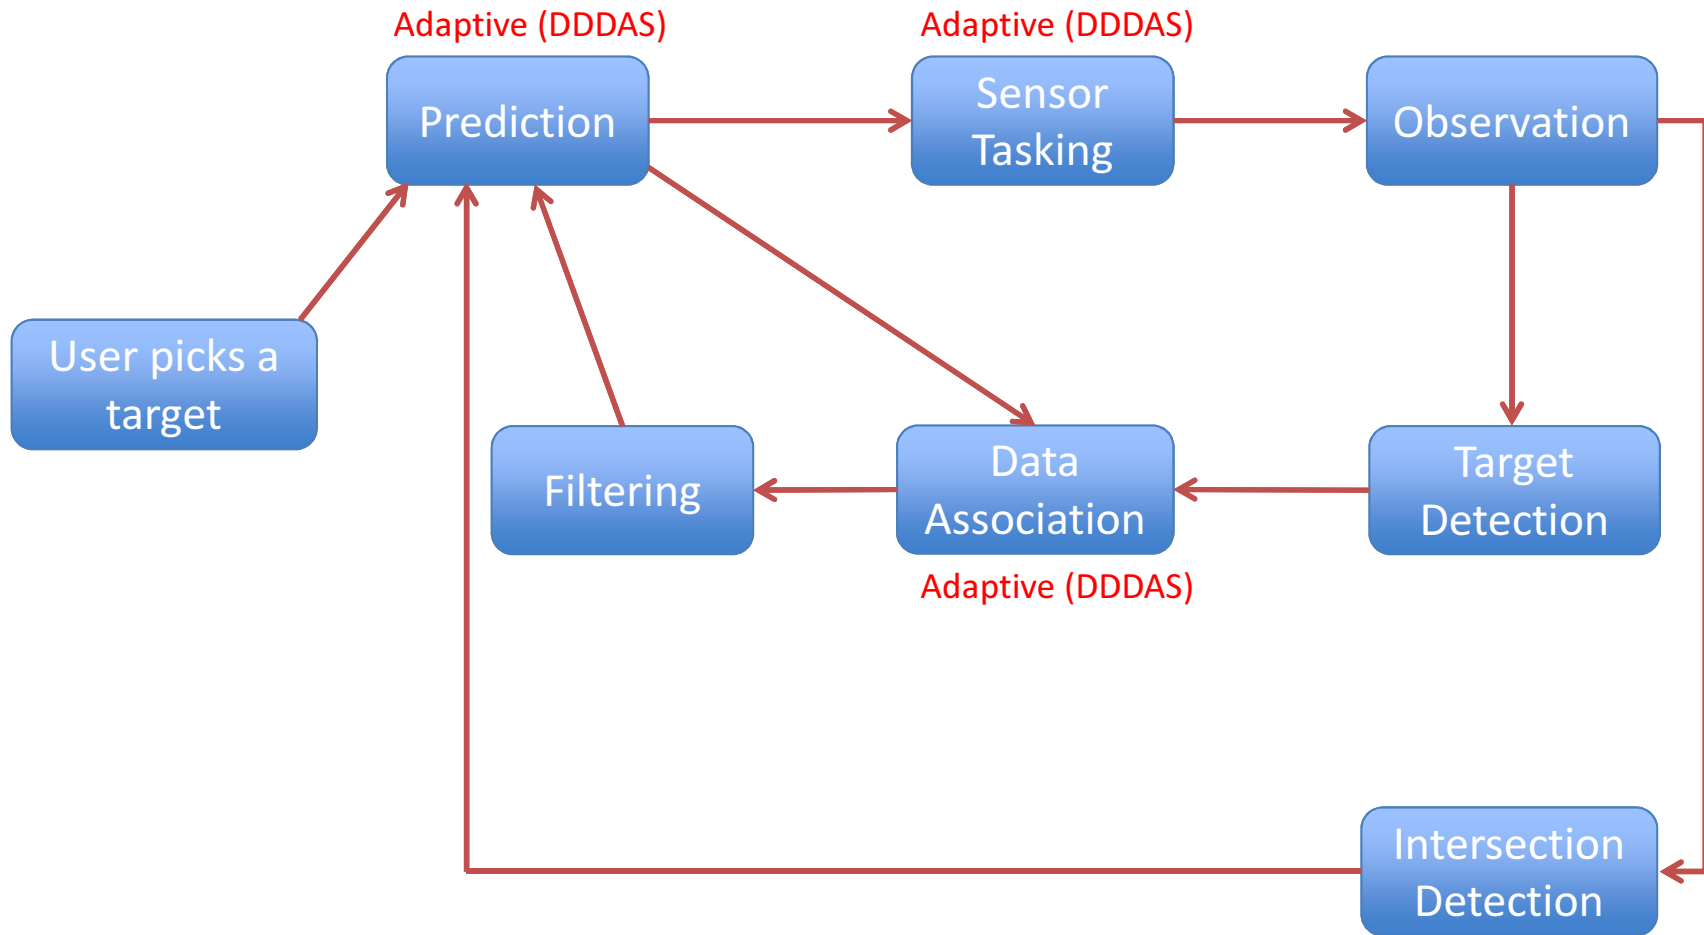 Adaptive (DDDAS)
Adaptive (DDDAS)
Prediction
Sensor
Tasking
Observation
User picks a
target
Filtering
Data
Association
Target
Detection
Adaptive (DDDAS)
Intersection
Detection